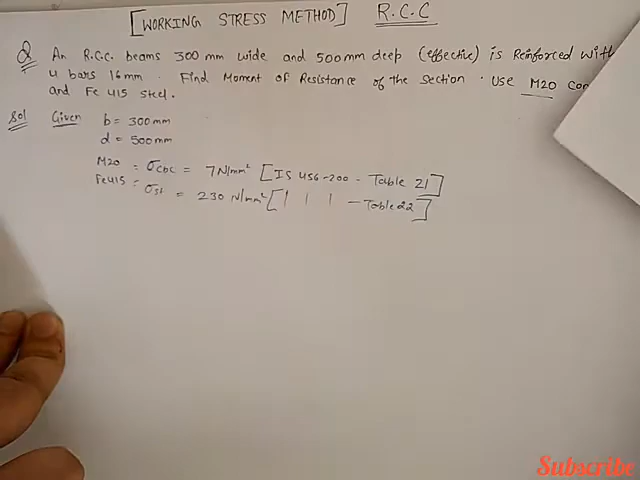 [WORKING STRESS METHOD] R.C.C
Q An R.C.C. beams 300 mm wide and 500 mm deep (effective) is Reinforced with
4 bars 16 mm. Find Moment of Resistance of the section. Use M20 Con
and Fe 415 steel.
Sol Given b = 300 mm
d = 500 mm
M20 = σcbc = 7 N/mm² [IS 456-200 - Table 21]
Fe415 = σst = 230 N/mm² [ | | | - Table 22]
Subscribe